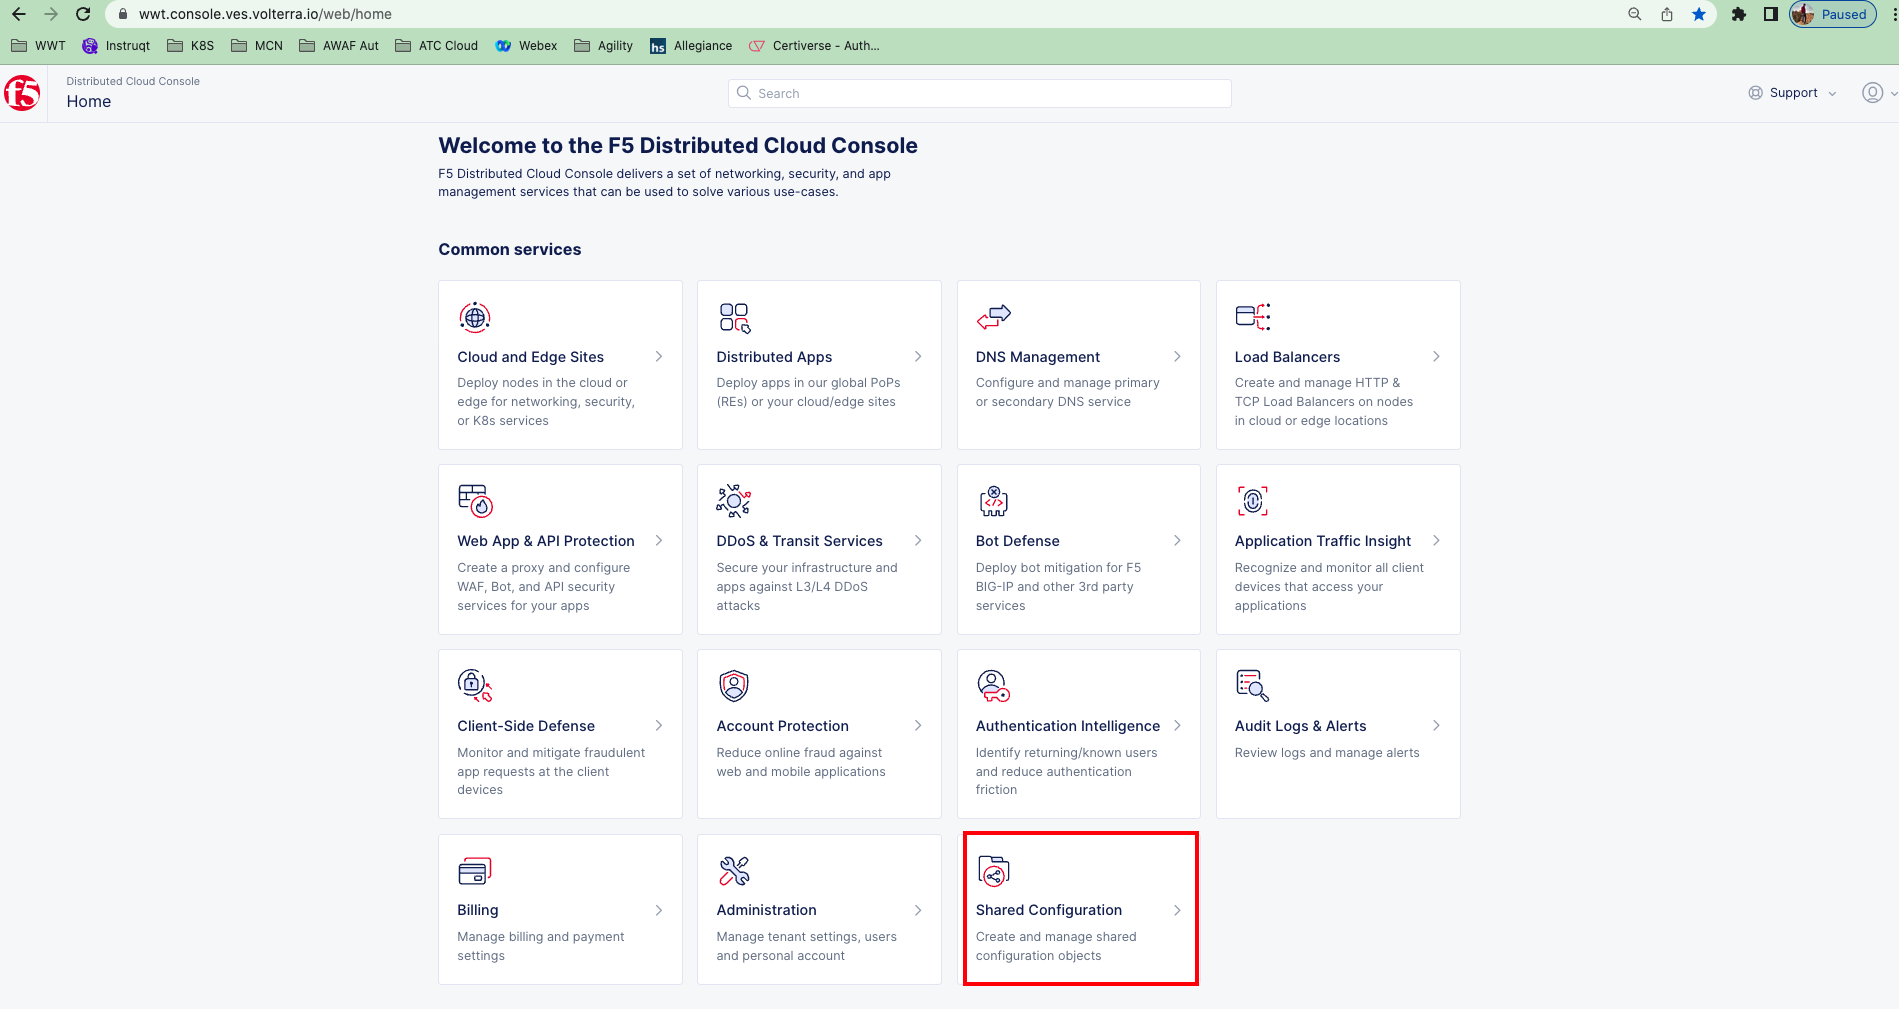 wwt.console.ves.volterra.io/web/home
Paused
WWT
Instruqt
K8S
MCN
AWAF Aut
ATC Cloud
Webex
Agility
hs
Allegiance
Certiverse - Auth...
f5
Distributed Cloud Console
Home
Search
Support
Welcome to the F5 Distributed Cloud Console
F5 Distributed Cloud Console delivers a set of networking, security, and app
management services that can be used to solve various use-cases.
Common services
Cloud and Edge Sites
Deploy nodes in the cloud or
edge for networking, security,
or K8s services
Distributed Apps
Deploy apps in our global PoPs
(REs) or your cloud/edge sites
DNS Management
Configure and manage primary
or secondary DNS service
Load Balancers
Create and manage HTTP &
TCP Load Balancers on nodes
in cloud or edge locations
Web App & API Protection
Create a proxy and configure
WAF, Bot, and API security
services for your apps
DDoS & Transit Services
Secure your infrastructure and
apps against L3/L4 DDoS
attacks
Bot Defense
Deploy bot mitigation for F5
BIG-IP and other 3rd party
services
Application Traffic Insight
Recognize and monitor all client
devices that access your
applications
Client-Side Defense
Monitor and mitigate fraudulent
app requests at the client
devices
Account Protection
Reduce online fraud against
web and mobile applications
Authentication Intelligence
Identify returning/known users
and reduce authentication
friction
Audit Logs & Alerts
Review logs and manage alerts
Billing
Manage billing and payment
settings
Administration
Manage tenant settings, users
and personal account
Shared Configuration
Create and manage shared
configuration objects